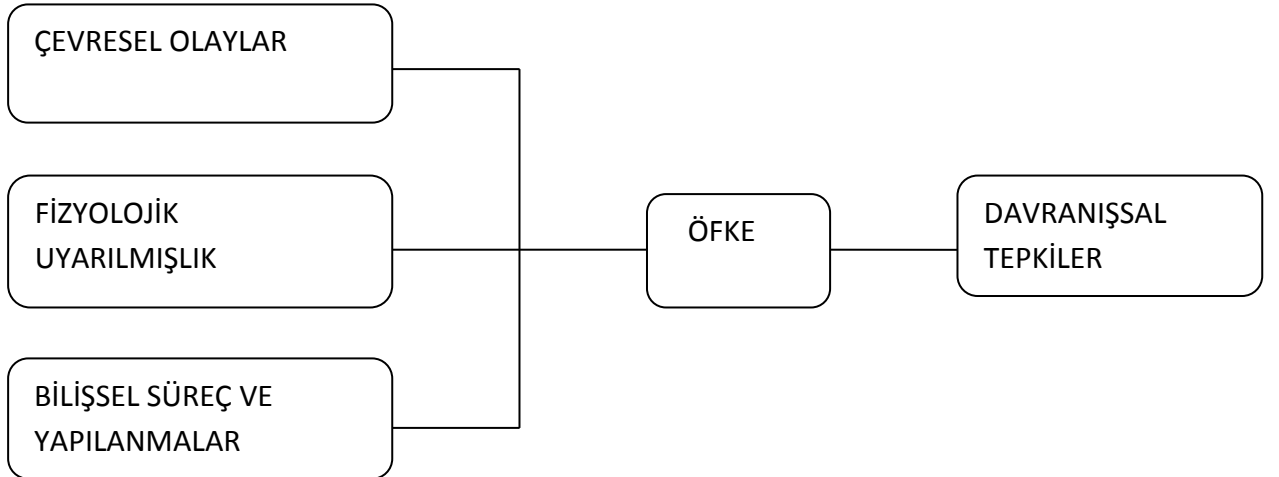 ÇEVRESEL OLAYLAR
FİZYOLOJİK
UYARILMIŞLIK
BİLİŞSEL SÜREÇ VE
YAPILANMALAR
ÖFKE
DAVRANIŞSAL
TEPKİLER